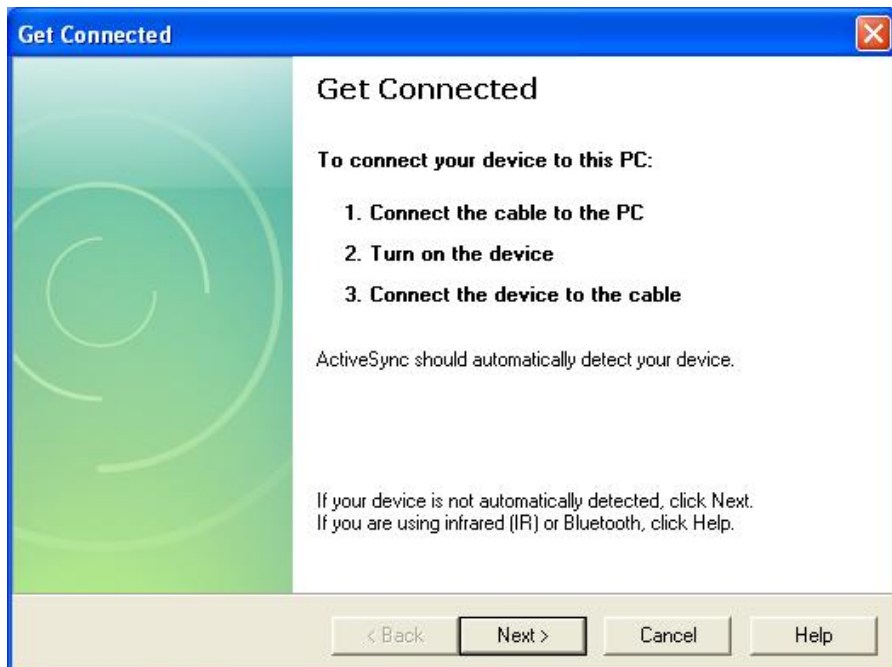 Get Connected
Get Connected
To connect your device to this PC:
1. Connect the cable to the PC
2. Turn on the device
3. Connect the device to the cable
ActiveSync should automatically detect your device.
If your device is not automatically detected, click Next.
If you are using infrared (IR) or Bluetooth, click Help.
< Back Next > Cancel Help